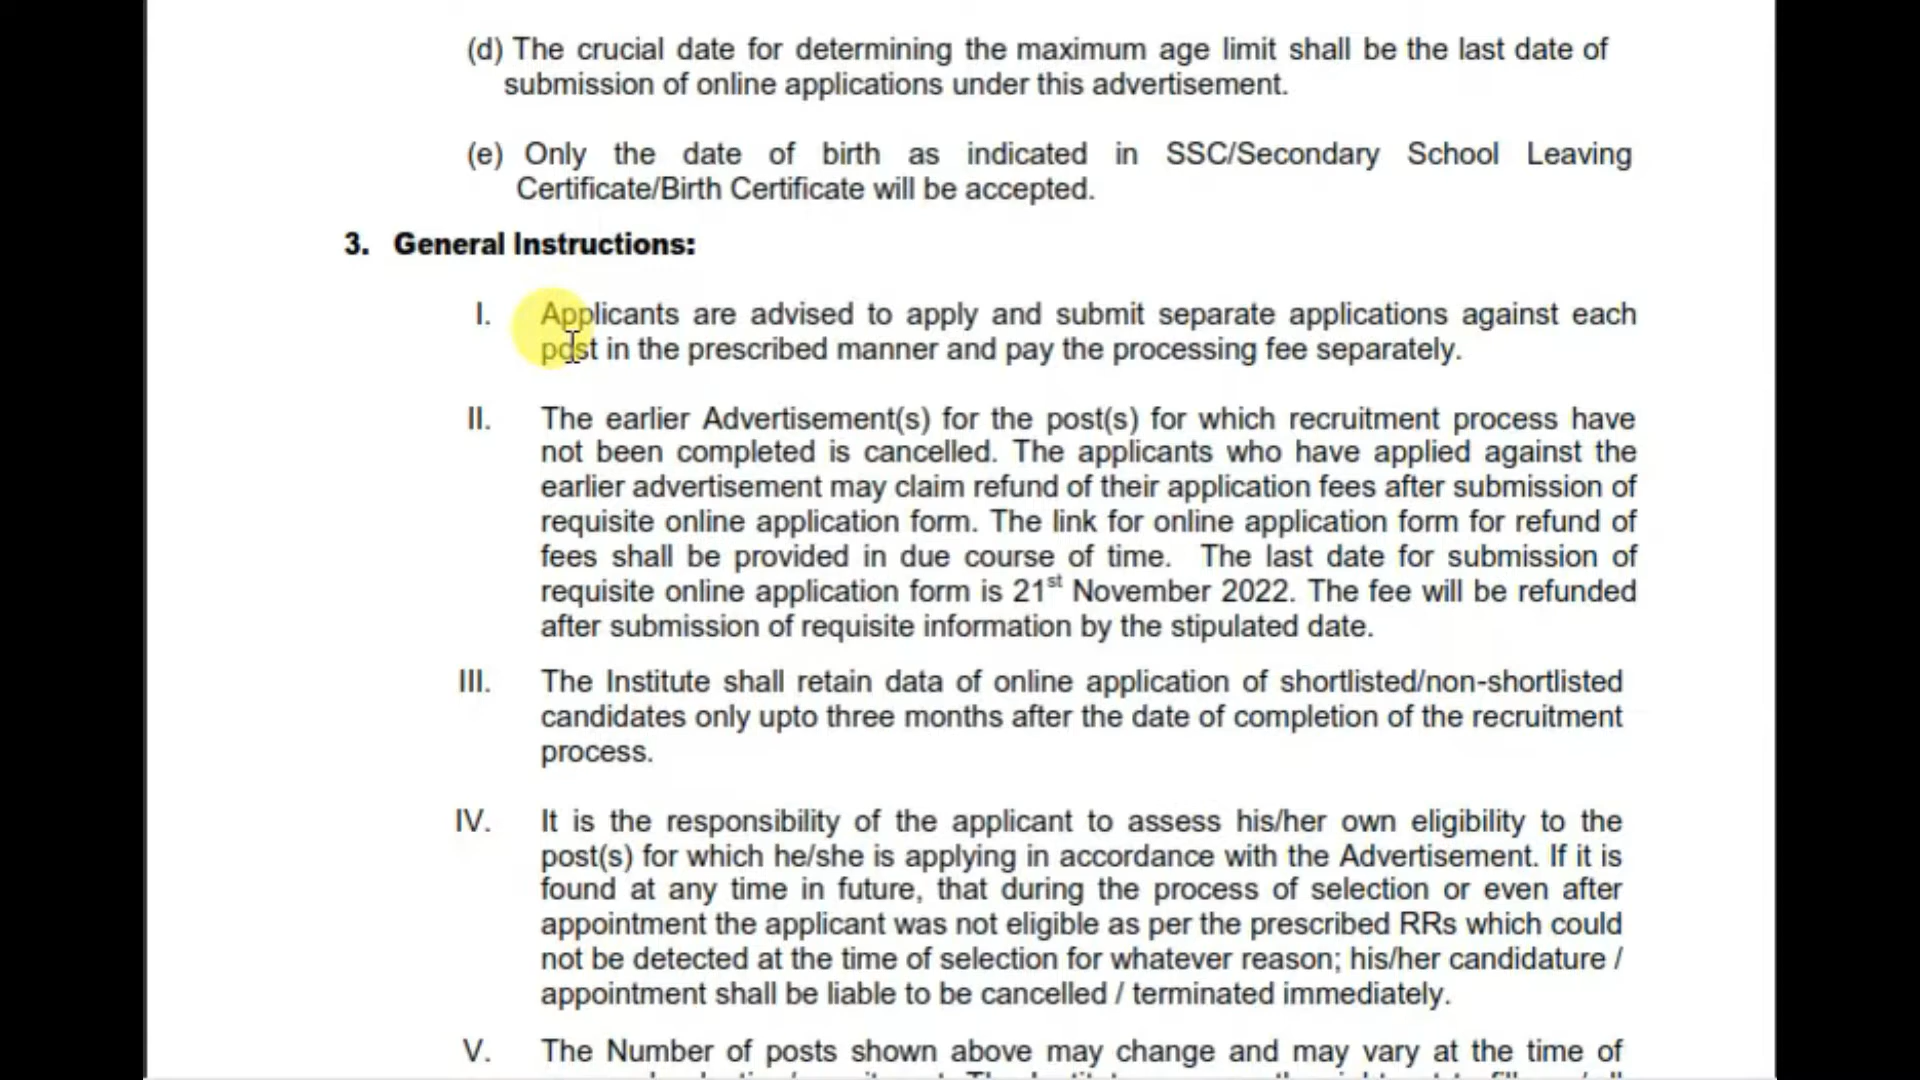 (d) The crucial date for determining the maximum age limit shall be the last date of
submission of online applications under this advertisement.
(e) Only the date of birth as indicated in SSC/Secondary School Leaving
Certificate/Birth Certificate will be accepted.
3. General Instructions:
I. Applicants are advised to apply and submit separate applications against each
post in the prescribed manner and pay the processing fee separately.
II. The earlier Advertisement(s) for the post(s) for which recruitment process have
not been completed is cancelled. The applicants who have applied against the
earlier advertisement may claim refund of their application fees after submission of
requisite online application form. The link for online application form for refund of
fees shall be provided in due course of time. The last date for submission of
requisite online application form is 21st November 2022. The fee will be refunded
after submission of requisite information by the stipulated date.
III. The Institute shall retain data of online application of shortlisted/non-shortlisted
candidates only upto three months after the date of completion of the recruitment
process.
IV. It is the responsibility of the applicant to assess his/her own eligibility to the
post(s) for which he/she is applying in accordance with the Advertisement. If it is
found at any time in future, that during the process of selection or even after
appointment the applicant was not eligible as per the prescribed RRs which could
not be detected at the time of selection for whatever reason; his/her candidature /
appointment shall be liable to be cancelled / terminated immediately.
V. The Number of posts shown above may change and may vary at the time of